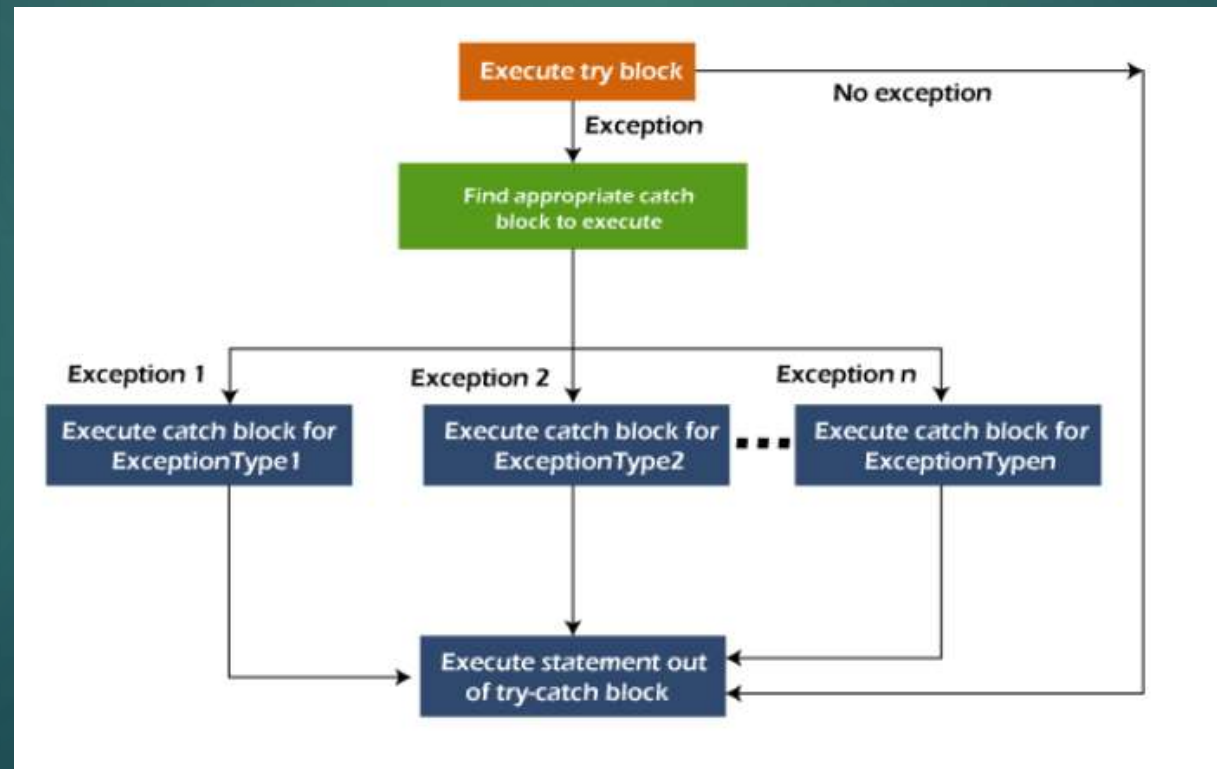 Execute try block
No exception
Exception
Find appropriate catch
block to execute
Exception 1
Exception 2
Exception n
Execute catch block for
ExceptionType1
Execute catch block for
ExceptionType2
Execute catch block for
ExceptionTypen
Execute statement out
of try-catch block